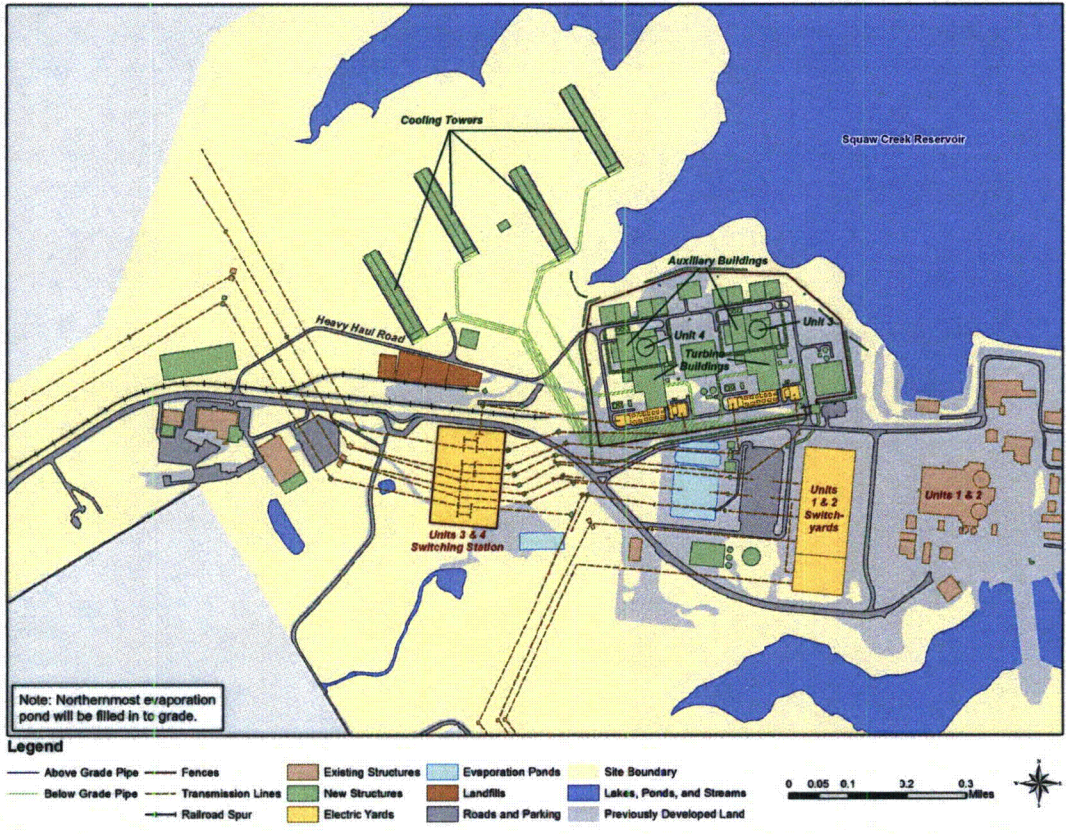 Cooling Towers
Squaw Creek Reservoir
Auxiliary Buildings
Heavy Haul Road
Unit 3
Unit 4
Turbine
Buildings
Units
1 & 2
Switch-
yards
Units 1 & 2
Units 3 & 4
Switching Station
Note: Northernmost evaporation
pond will be filled in to grade.
Legend
Above Grade Pipe
Fences
Existing Structures
Evaporation Ponds
Site Boundary
Below Grade Pipe
Transmission Lines
New Structures
Landfills
Lakes, Ponds, and Streams
Railroad Spur
Electric Yards
Roads and Parking
Previously Developed Land
0 0.05 0.1 0.2 0.3
Miles